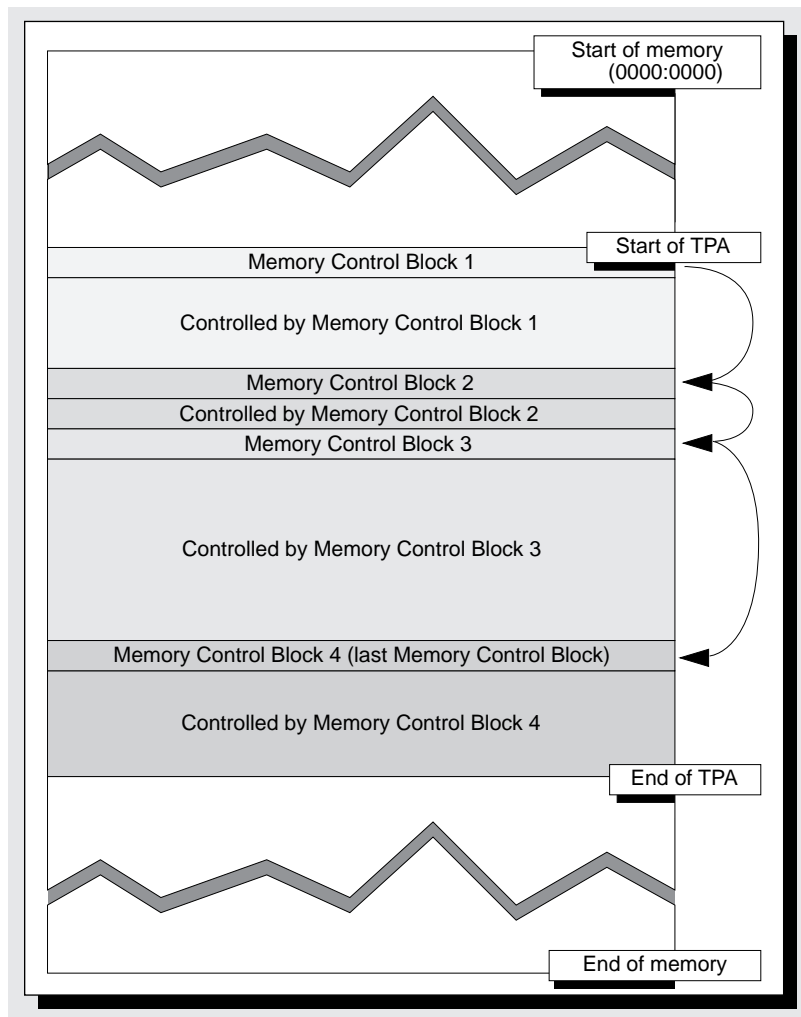 Start of memory
(0000:0000)
Start of TPA
Memory Control Block 1
Controlled by Memory Control Block 1
Memory Control Block 2
Controlled by Memory Control Block 2
Memory Control Block 3
Controlled by Memory Control Block 3
Memory Control Block 4 (last Memory Control Block)
Controlled by Memory Control Block 4
End of TPA
End of memory